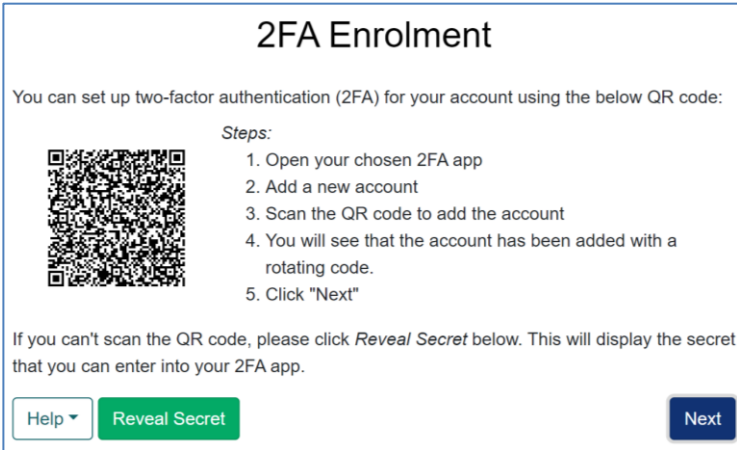 2FA Enrolment
You can set up two-factor authentication (2FA) for your account using the below QR code:
Steps:
1. Open your chosen 2FA app
2. Add a new account
3. Scan the QR code to add the account
4. You will see that the account has been added with a
rotating code.
5. Click "Next"
If you can't scan the QR code, please click Reveal Secret below. This will display the secret
that you can enter into your 2FA app.
Help
Reveal Secret
Next